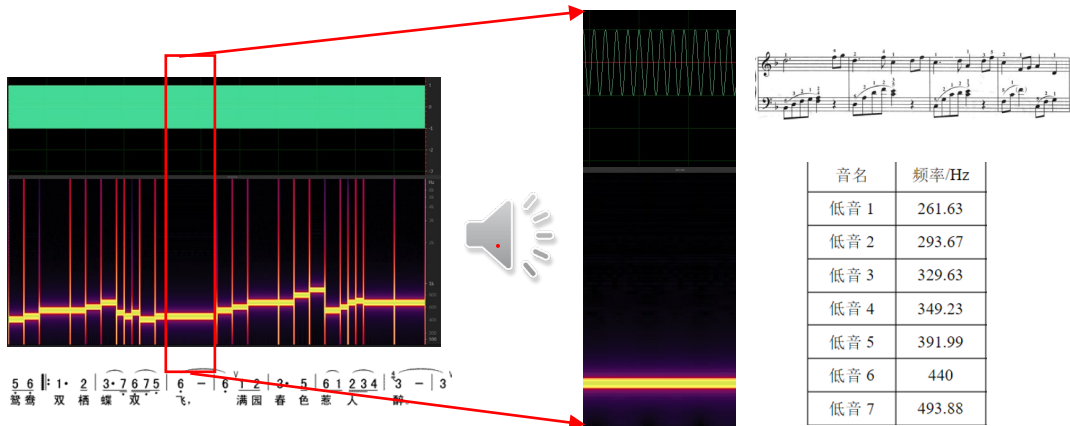 5 6 ‖: 1· 2 | 3·7 6 7 5 | 6 – | 6 1 2 | 3· 5 | 6 1 2 3 4 | 3 – | 3
鸳鸯 双 栖 蝶 双 飞, 满园 春 色 惹 人 醉。
音名 频率/Hz
低音 1 261.63
低音 2 293.67
低音 3 329.63
低音 4 349.23
低音 5 391.99
低音 6 440
低音 7 493.88